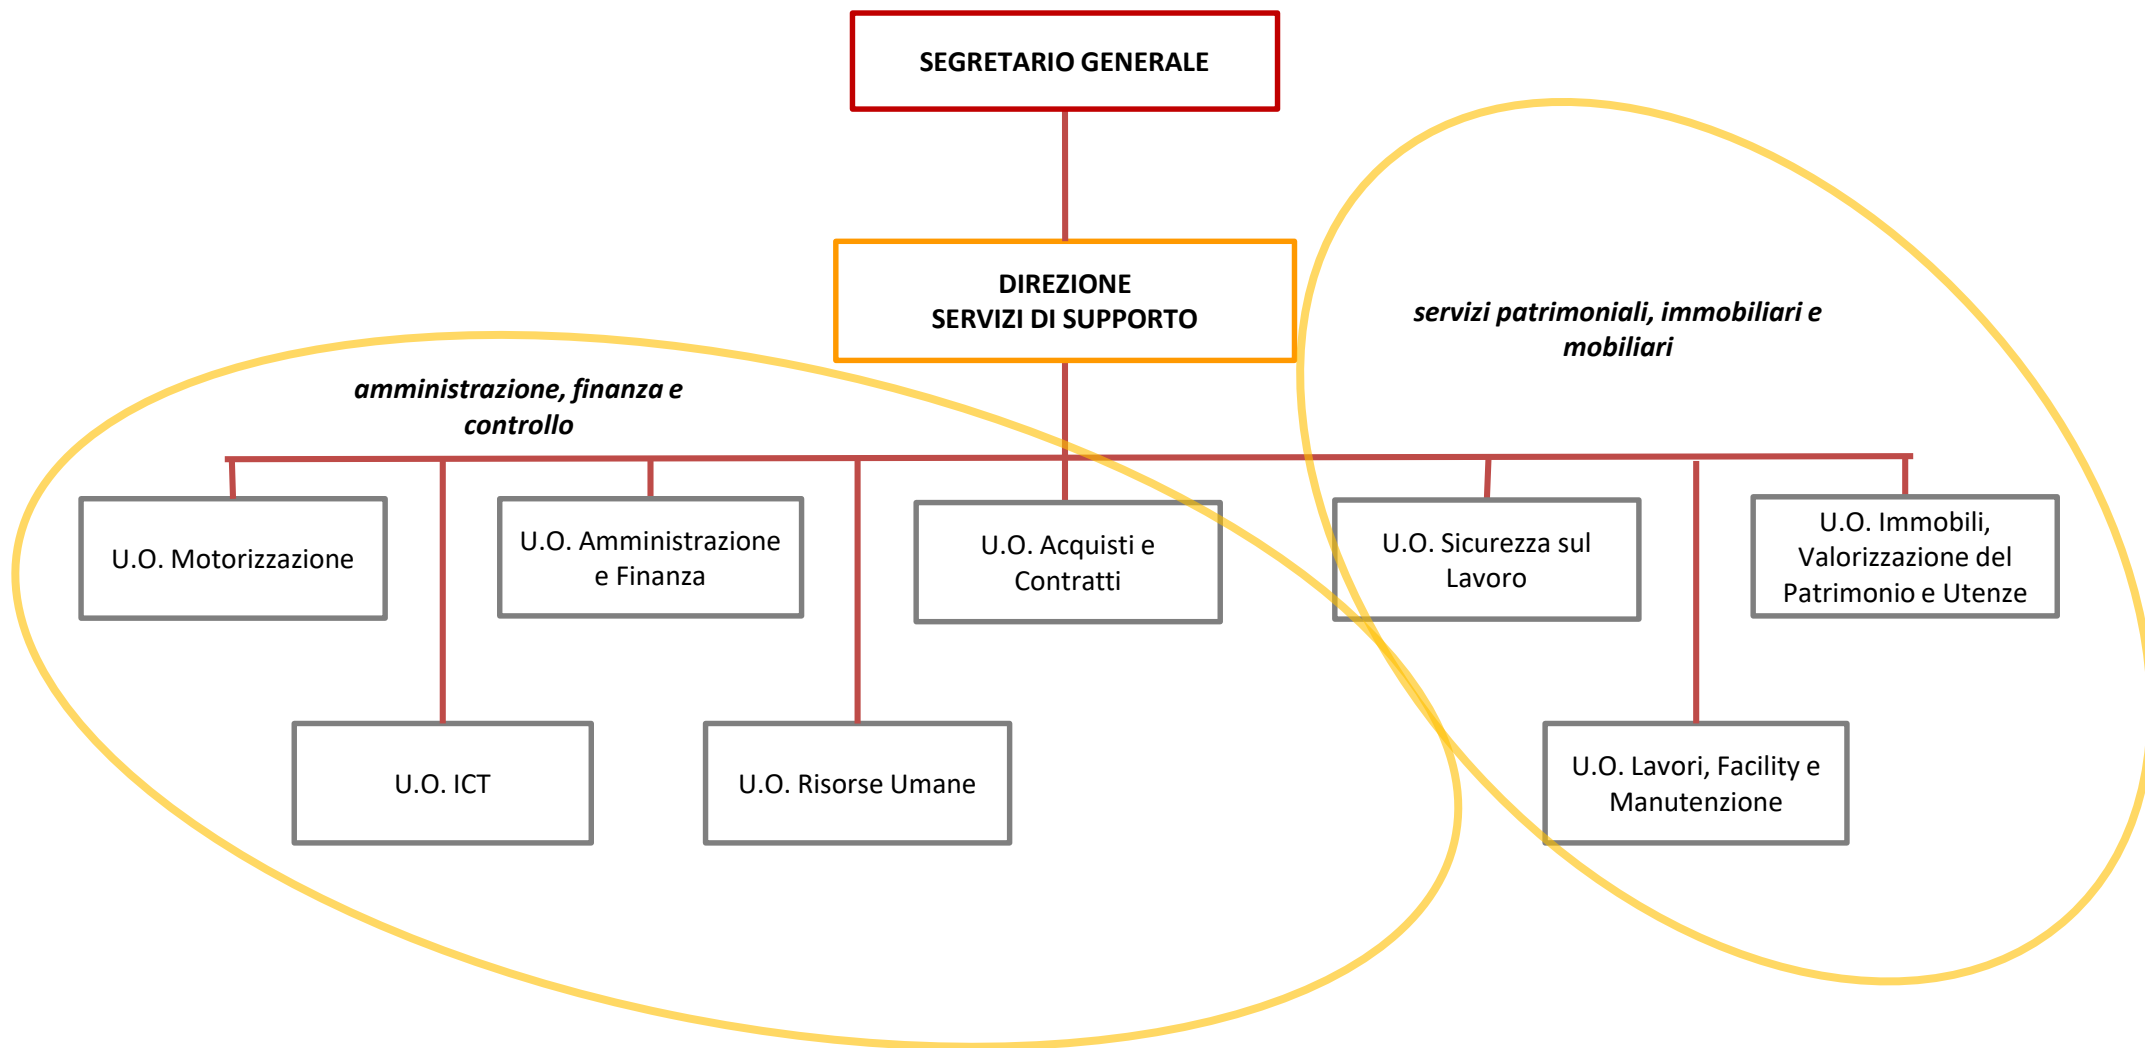 SEGRETARIO GENERALE
DIREZIONE
SERVIZI DI SUPPORTO
servizi patrimoniali, immobiliari e
mobiliari
amministrazione, finanza e
controllo
U.O. Motorizzazione
U.O. Amministrazione
e Finanza
U.O. Acquisti e
Contratti
U.O. Sicurezza sul
Lavoro
U.O. Immobili,
Valorizzazione del
Patrimonio e Utenze
U.O. ICT
U.O. Risorse Umane
U.O. Lavori, Facility e
Manutenzione